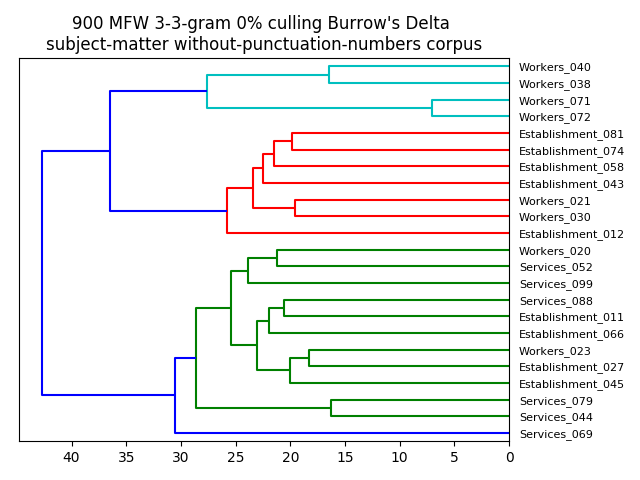 900 MFW 3-3-gram 0% culling Burrow's Delta
subject-matter without-punctuation-numbers corpus
Workers_040
Workers_038
Workers_071
Workers_072
Establishment_081
Establishment_074
Establishment_058
Establishment_043
Workers_021
Workers_030
Establishment_012
Workers_020
Services_052
Services_099
Services_088
Establishment_011
Establishment_066
Workers_023
Establishment_027
Establishment_045
Services_079
Services_044
Services_069
40 35 30 25 20 15 10 5 0